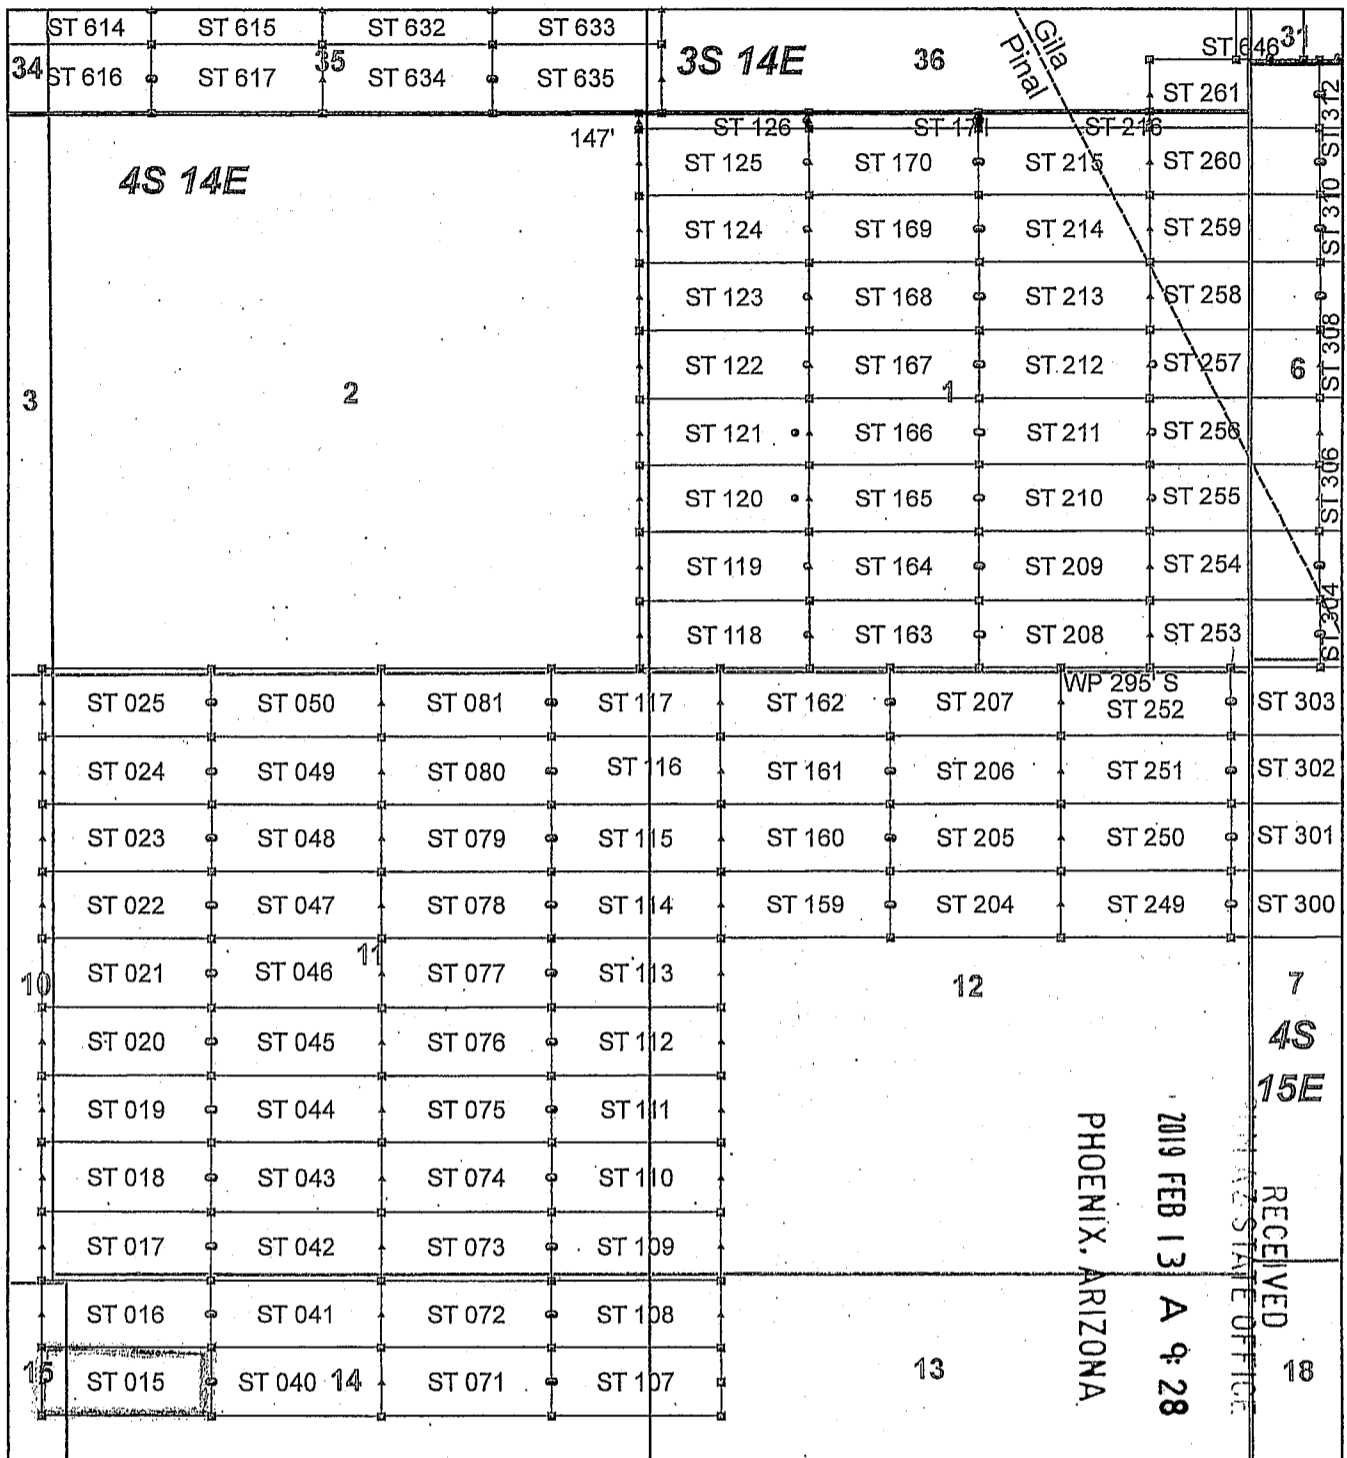 ST 614 ST 615 ST 632 ST 633
34 ST 616 ST 617 35 ST 634 ST 635 3S 14E 36 Gila Pinal ST 646 31
ST 261 ST 312
147' ST 126 ST 171 ST 216
4S 14E ST 125 ST 170 ST 215 ST 260
ST 310
ST 124 ST 169 ST 214 ST 259
ST 123 ST 168 ST 213 ST 258
ST 308
3 2 ST 122 ST 167 1 ST 212 ST 257 6
ST 121 ST 166 ST 211 ST 256
ST 306
ST 120 ST 165 ST 210 ST 255
ST 119 ST 164 ST 209 ST 254
ST 304
ST 118 ST 163 ST 208 ST 253
WP 295' S
ST 025 ST 050 ST 081 ST 117 ST 162 ST 207 ST 252 ST 303
ST 024 ST 049 ST 080 ST 116 ST 161 ST 206 ST 251 ST 302
ST 023 ST 048 ST 079 ST 115 ST 160 ST 205 ST 250 ST 301
ST 022 ST 047 ST 078 ST 114 ST 159 ST 204 ST 249 ST 300
10 ST 021 ST 046 11 ST 077 ST 113 12 7
ST 020 ST 045 ST 076 ST 112 4S
ST 019 ST 044 ST 075 ST 111 15E
ST 018 ST 043 ST 074 ST 110
ST 017 ST 042 ST 073 ST 109
ST 016 ST 041 ST 072 ST 108
15 ST 015 ST 040 14 ST 071 ST 107 13 18
RECEIVED
STATE OFFICE
2019 FEB 13 A 9:28
PHOENIX, ARIZONA